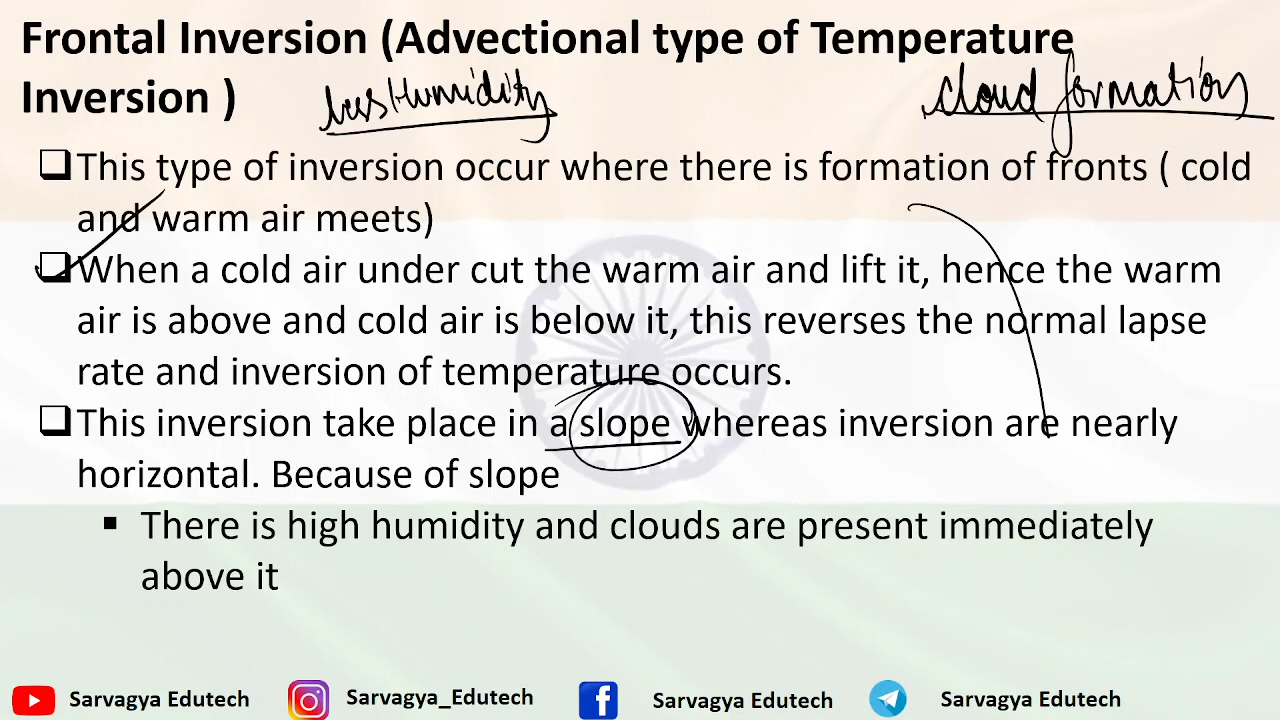 Frontal Inversion (Advectional type of Temperature
Inversion )
less Humidity
cloud formation
This type of inversion occur where there is formation of fronts ( cold
and warm air meets)
When a cold air under cut the warm air and lift it, hence the warm
air is above and cold air is below it, this reverses the normal lapse
rate and inversion of temperature occurs.
This inversion take place in a slope whereas inversion are nearly
horizontal. Because of slope
▪ There is high humidity and clouds are present immediately
above it
Sarvagya Edutech
Sarvagya_Edutech
Sarvagya Edutech
Sarvagya Edutech